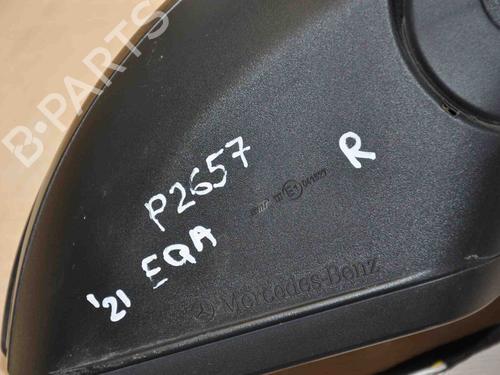 B-PARTS
P2657
R
'21 EQA
Mercedes-Benz